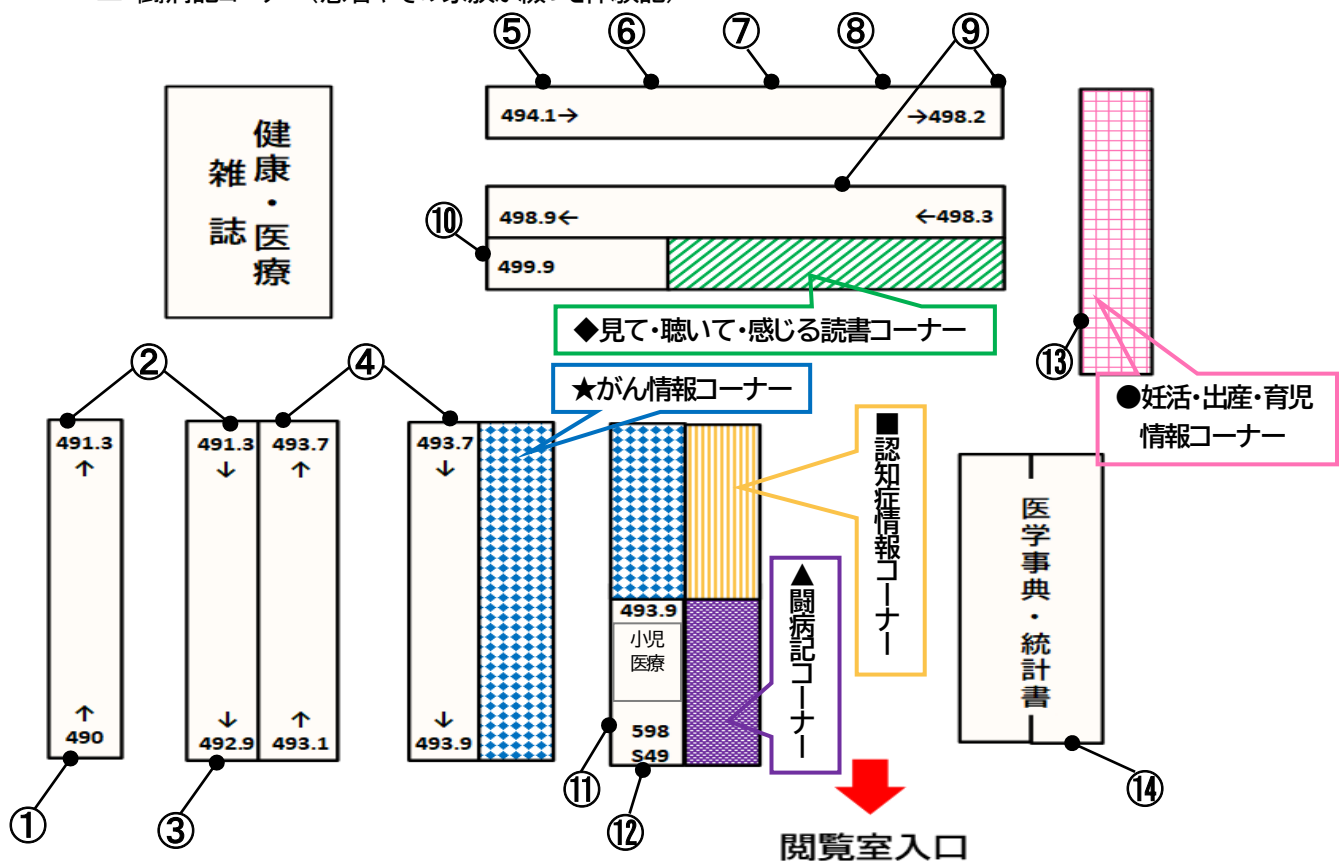 ⑤ ⑥ ⑦ ⑧ ⑨
494.1→ →498.2
健康・医療
雑誌
498.9← ←498.3
⑩
499.9
◆見て・聴いて・感じる読書コーナー
⑬
●妊活・出産・育児
情報コーナー
② ④
★がん情報コーナー
491.3
↑
↑
490
①
491.3
↓
↓
492.9
③
493.7
↑
↑
493.1
493.7
↓
↓
493.9
■認知症情報コーナー
▲闘病記コーナー
493.9
小児
医療
598
S49
⑪
⑫
医学事典・統計書
⑭
閲覧室入口